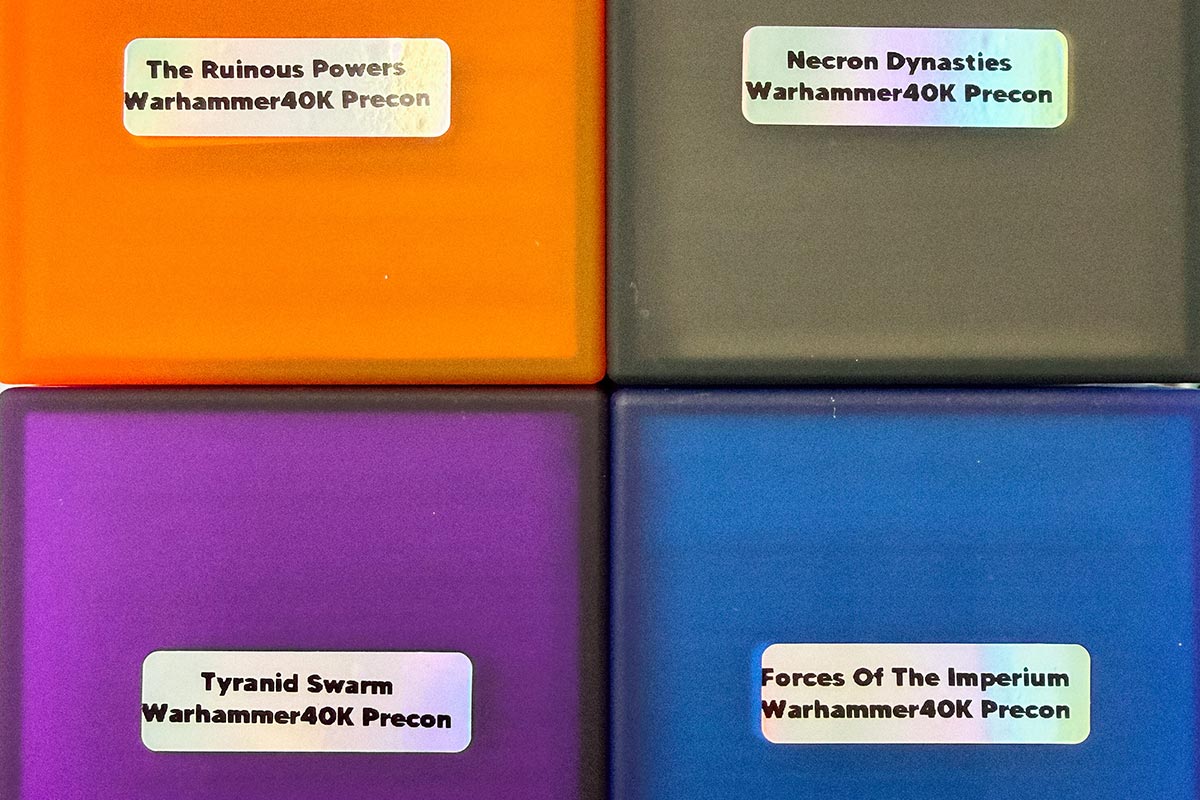 The Ruinous Powers
Warhammer40K Precon
Necron Dynasties
Warhammer40K Precon
Tyranid Swarm
Warhammer40K Precon
Forces Of The Imperium
Warhammer40K Precon